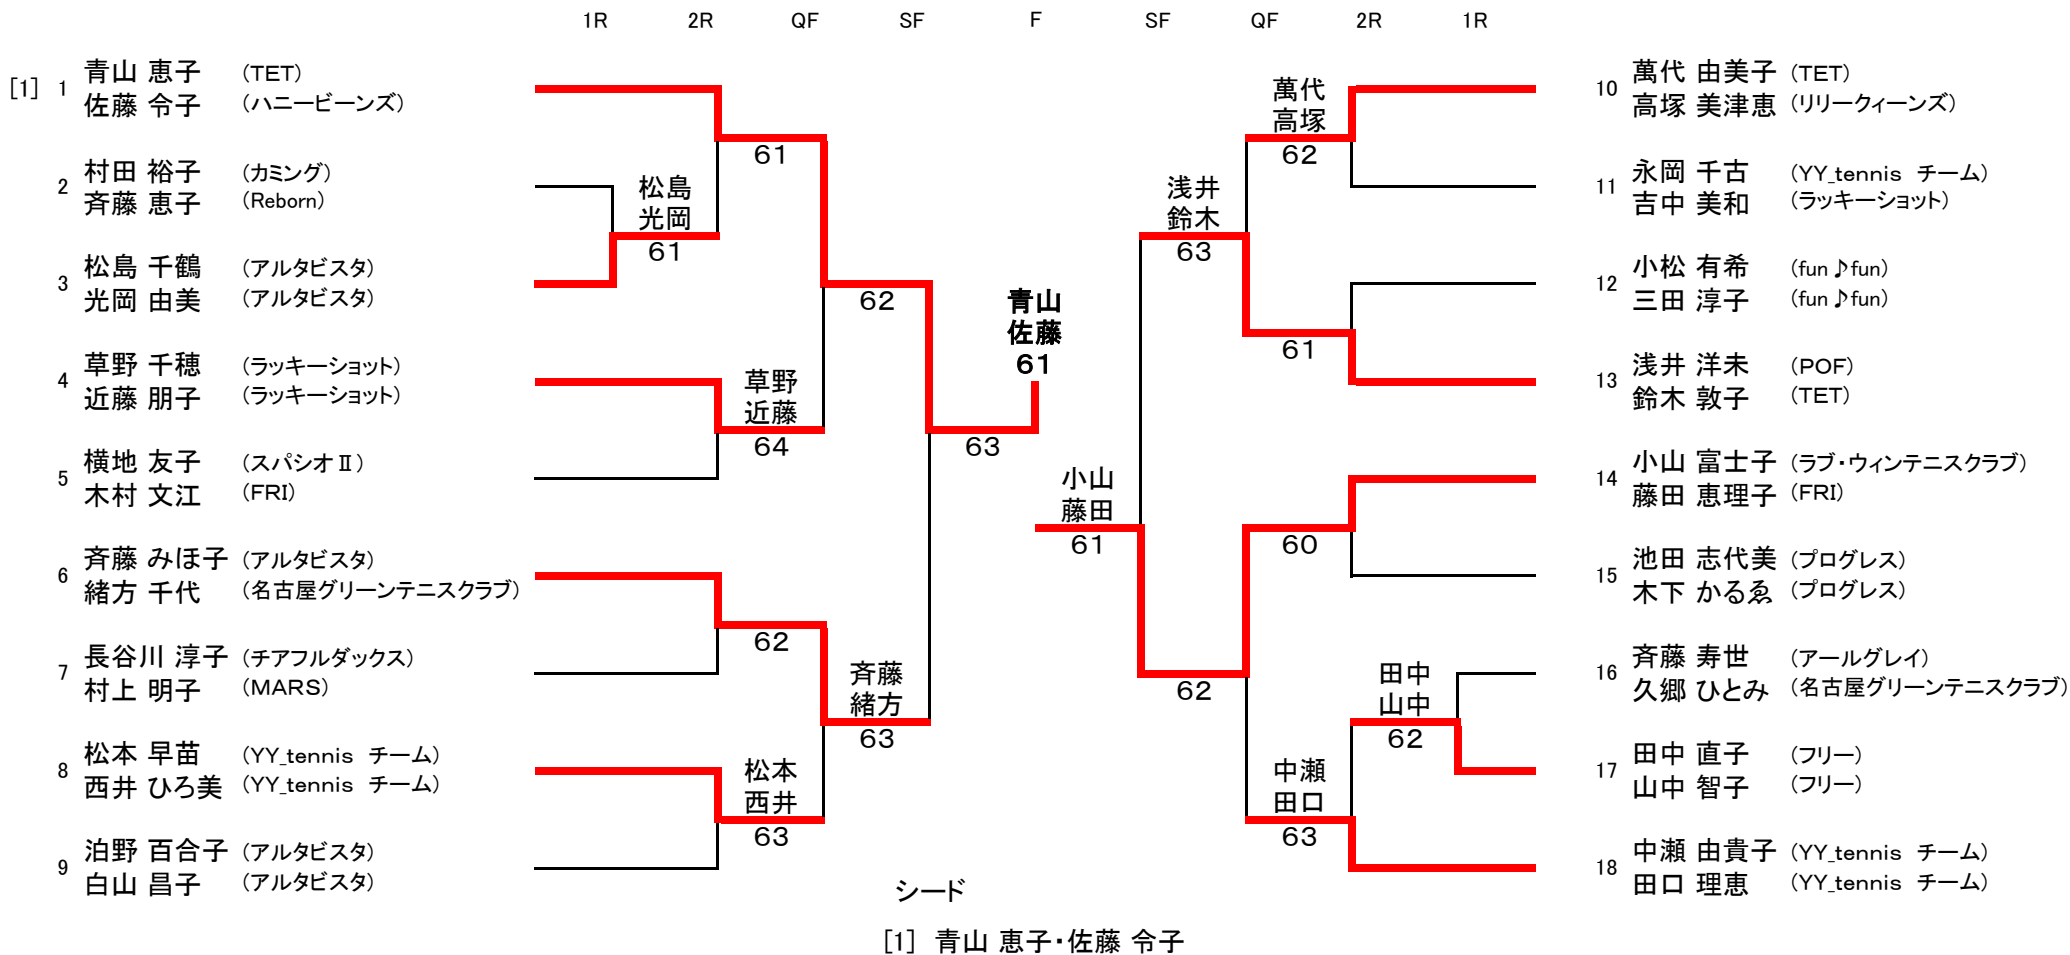 1R 2R QF SF F SF QF 2R 1R
[1] 1 青山 恵子 (TET)
佐藤 令子 (ハニービーンズ)
2 村田 裕子 (カミング)
斉藤 恵子 (Reborn)
3 松島 千鶴 (アルタビスタ)
光岡 由美 (アルタビスタ)
4 草野 千穂 (ラッキーショット)
近藤 朋子 (ラッキーショット)
5 横地 友子 (スパシオⅡ)
木村 文江 (FRI)
6 斉藤 みほ子 (アルタビスタ)
緒方 千代 (名古屋グリーンテニスクラブ)
7 長谷川 淳子 (チアフルダックス)
村上 明子 (MARS)
8 松本 早苗 (YY_tennis チーム)
西井 ひろ美 (YY_tennis チーム)
9 泊野 百合子 (アルタビスタ)
白山 昌子 (アルタビスタ)
松島
光岡
61
61
草野
近藤
64
62
松本
西井
63
62
斉藤
緒方
63
63
青山
佐藤
61
小山
藤田
61
浅井
鈴木
63
62
萬代
高塚
62
61
60
中瀬
田口
63
田中
山中
62
10 萬代 由美子 (TET)
高塚 美津恵 (リリークィーンズ)
11 永岡 千古 (YY_tennis チーム)
吉中 美和 (ラッキーショット)
12 小松 有希 (fun♪fun)
三田 淳子 (fun♪fun)
13 浅井 洋未 (POF)
鈴木 敦子 (TET)
14 小山 富士子 (ラブ・ウィンテニスクラブ)
藤田 恵理子 (FRI)
15 池田 志代美 (プログレス)
木下 かるゑ (プログレス)
16 斉藤 寿世 (アールグレイ)
久郷 ひとみ (名古屋グリーンテニスクラブ)
17 田中 直子 (フリー)
山中 智子 (フリー)
18 中瀬 由貴子 (YY_tennis チーム)
田口 理恵 (YY_tennis チーム)
シード
[1] 青山 恵子・佐藤 令子